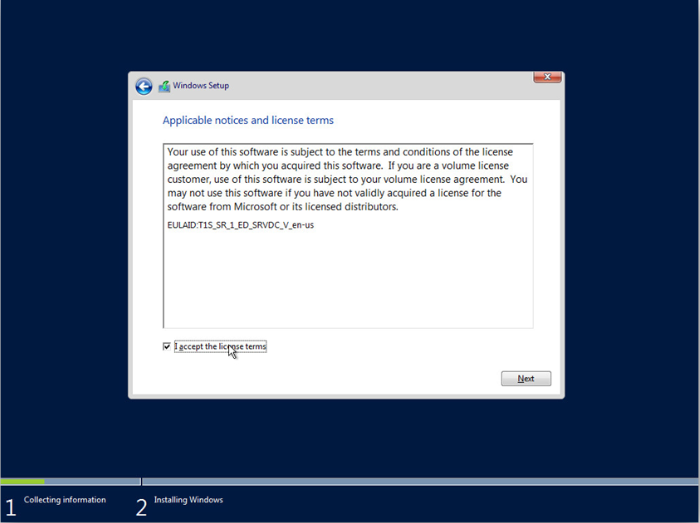 Windows Setup
Applicable notices and license terms
Your use of this software is subject to the terms and conditions of the license
agreement by which you acquired this software.  If you are a volume license
customer, use of this software is subject to your volume license agreement.  You
may not use this software if you have not validly acquired a license for the
software from Microsoft or its licensed distributors.
EULAID:T1S_SR_1_ED_SRVDC_V_en-us
I accept the license terms
Next
1 Collecting information
2 Installing Windows